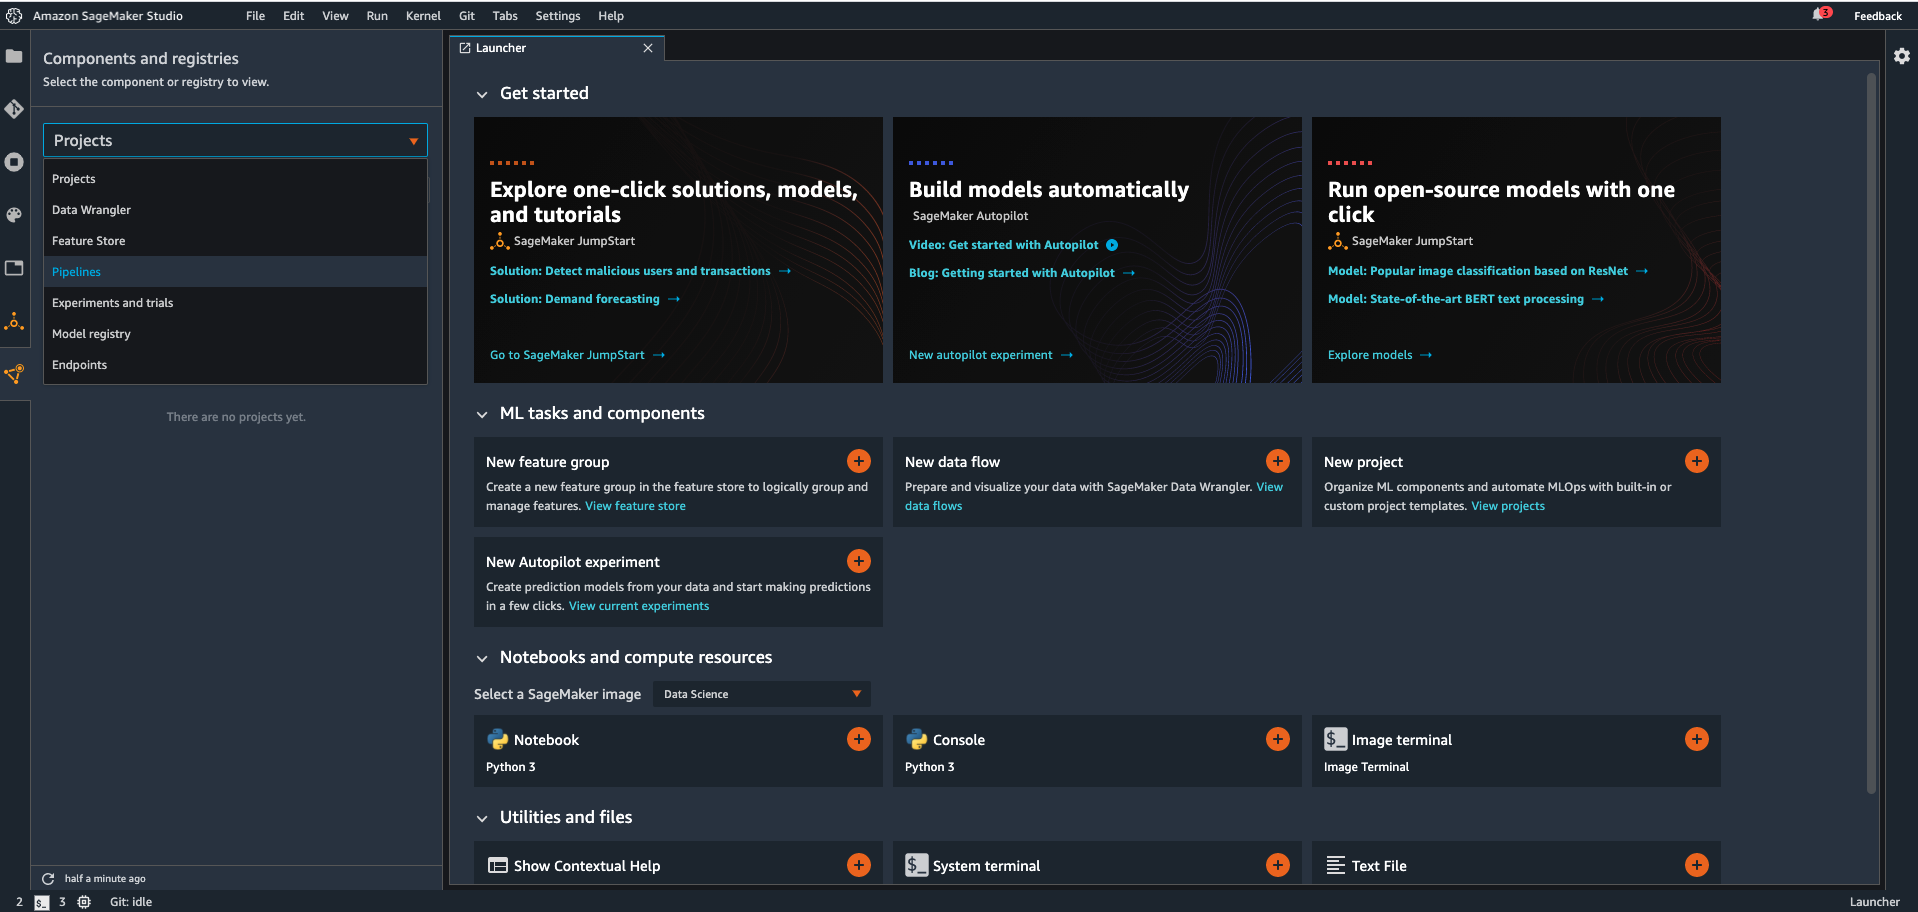 Amazon SageMaker Studio File Edit View Run Kernel Git Tabs Settings Help 3 Feedback
Components and registries
Select the component or registry to view.
Projects
Projects
Data Wrangler
Feature Store
Pipelines
Experiments and trials
Model registry
Endpoints
There are no projects yet.
half a minute ago
Launcher
Get started
Explore one-click solutions, models,
and tutorials
SageMaker JumpStart
Solution: Detect malicious users and transactions
Solution: Demand forecasting
Go to SageMaker JumpStart
Build models automatically
SageMaker Autopilot
Video: Get started with Autopilot
Blog: Getting started with Autopilot
New autopilot experiment
Run open-source models with one
click
SageMaker JumpStart
Model: Popular image classification based on ResNet
Model: State-of-the-art BERT text processing
Explore models
ML tasks and components
New feature group
Create a new feature group in the feature store to logically group and
manage features. View feature store
New data flow
Prepare and visualize your data with SageMaker Data Wrangler. View
data flows
New project
Organize ML components and automate MLOps with built-in or
custom project templates. View projects
New Autopilot experiment
Create prediction models from your data and start making predictions
in a few clicks. View current experiments
Notebooks and compute resources
Select a SageMaker image Data Science
Notebook
Python 3
Console
Python 3
$_ Image terminal
Image Terminal
Utilities and files
Show Contextual Help
$_ System terminal
Text File
2 $_ 3 Git: idle Launcher